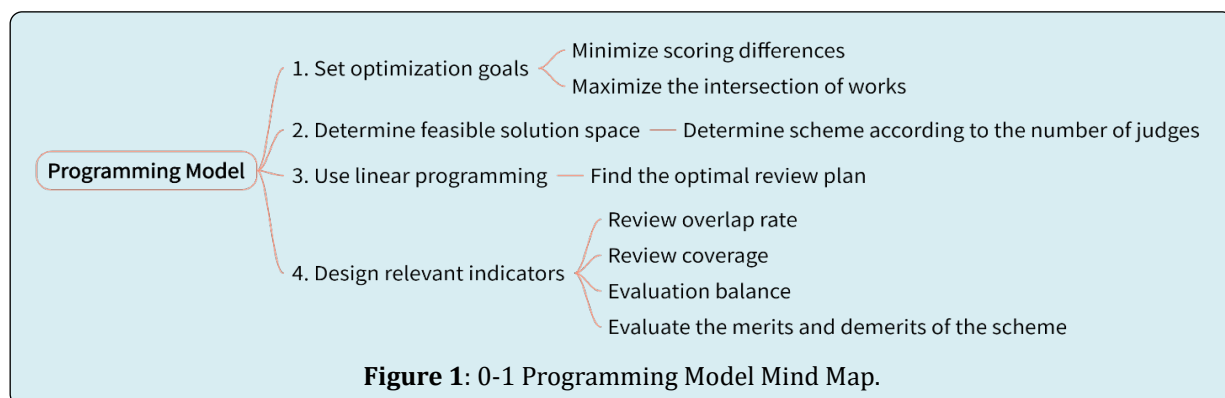 Programming Model
1. Set optimization goals
Minimize scoring differences
Maximize the intersection of works
2. Determine feasible solution space
Determine scheme according to the number of judges
3. Use linear programming
Find the optimal review plan
4. Design relevant indicators
Review overlap rate
Review coverage
Evaluation balance
Evaluate the merits and demerits of the scheme
Figure 1: 0-1 Programming Model Mind Map.